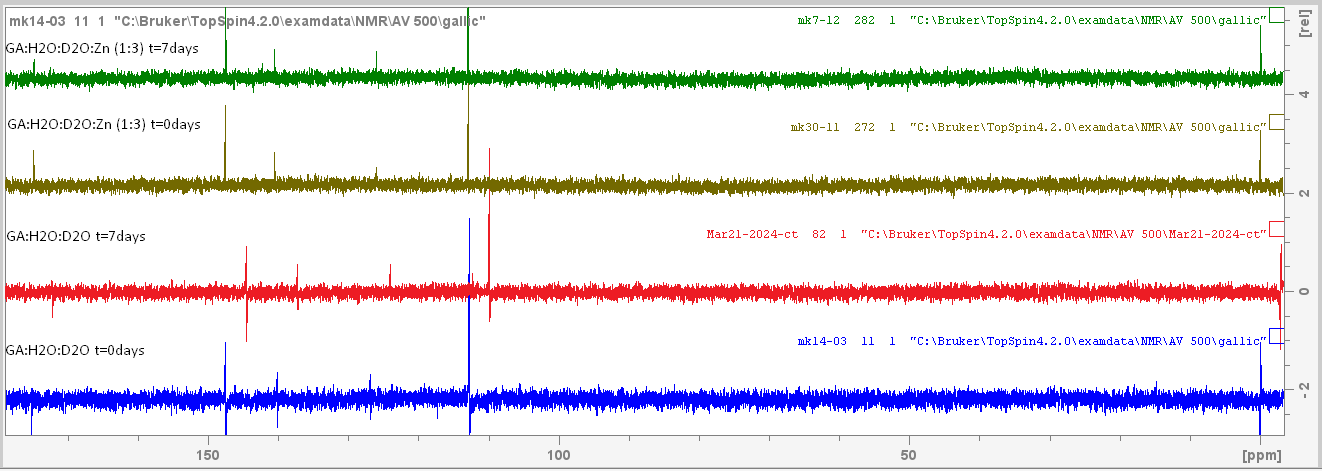 mk14-03 11 1 "C:\Bruker\TopSpin4.2.0\examdata\NMR\AV 500\gallic"
mk7-12 282 1 "C:\Bruker\TopSpin4.2.0\examdata\NMR\AV 500\gallic"
[rel]
GA:H2O:D2O:Zn (1:3) t=7days
4
GA:H2O:D2O:Zn (1:3) t=0days
mk30-11 272 1 "C:\Bruker\TopSpin4.2.0\examdata\NMR\AV 500\gallic"
2
GA:H2O:D2O t=7days
Mar21-2024-ct 82 1 "C:\Bruker\TopSpin4.2.0\examdata\NMR\AV 500\Mar21-2024-ct"
0
GA:H2O:D2O t=0days
mk14-03 11 1 "C:\Bruker\TopSpin4.2.0\examdata\NMR\AV 500\gallic"
-2
150 100 50 [ppm]